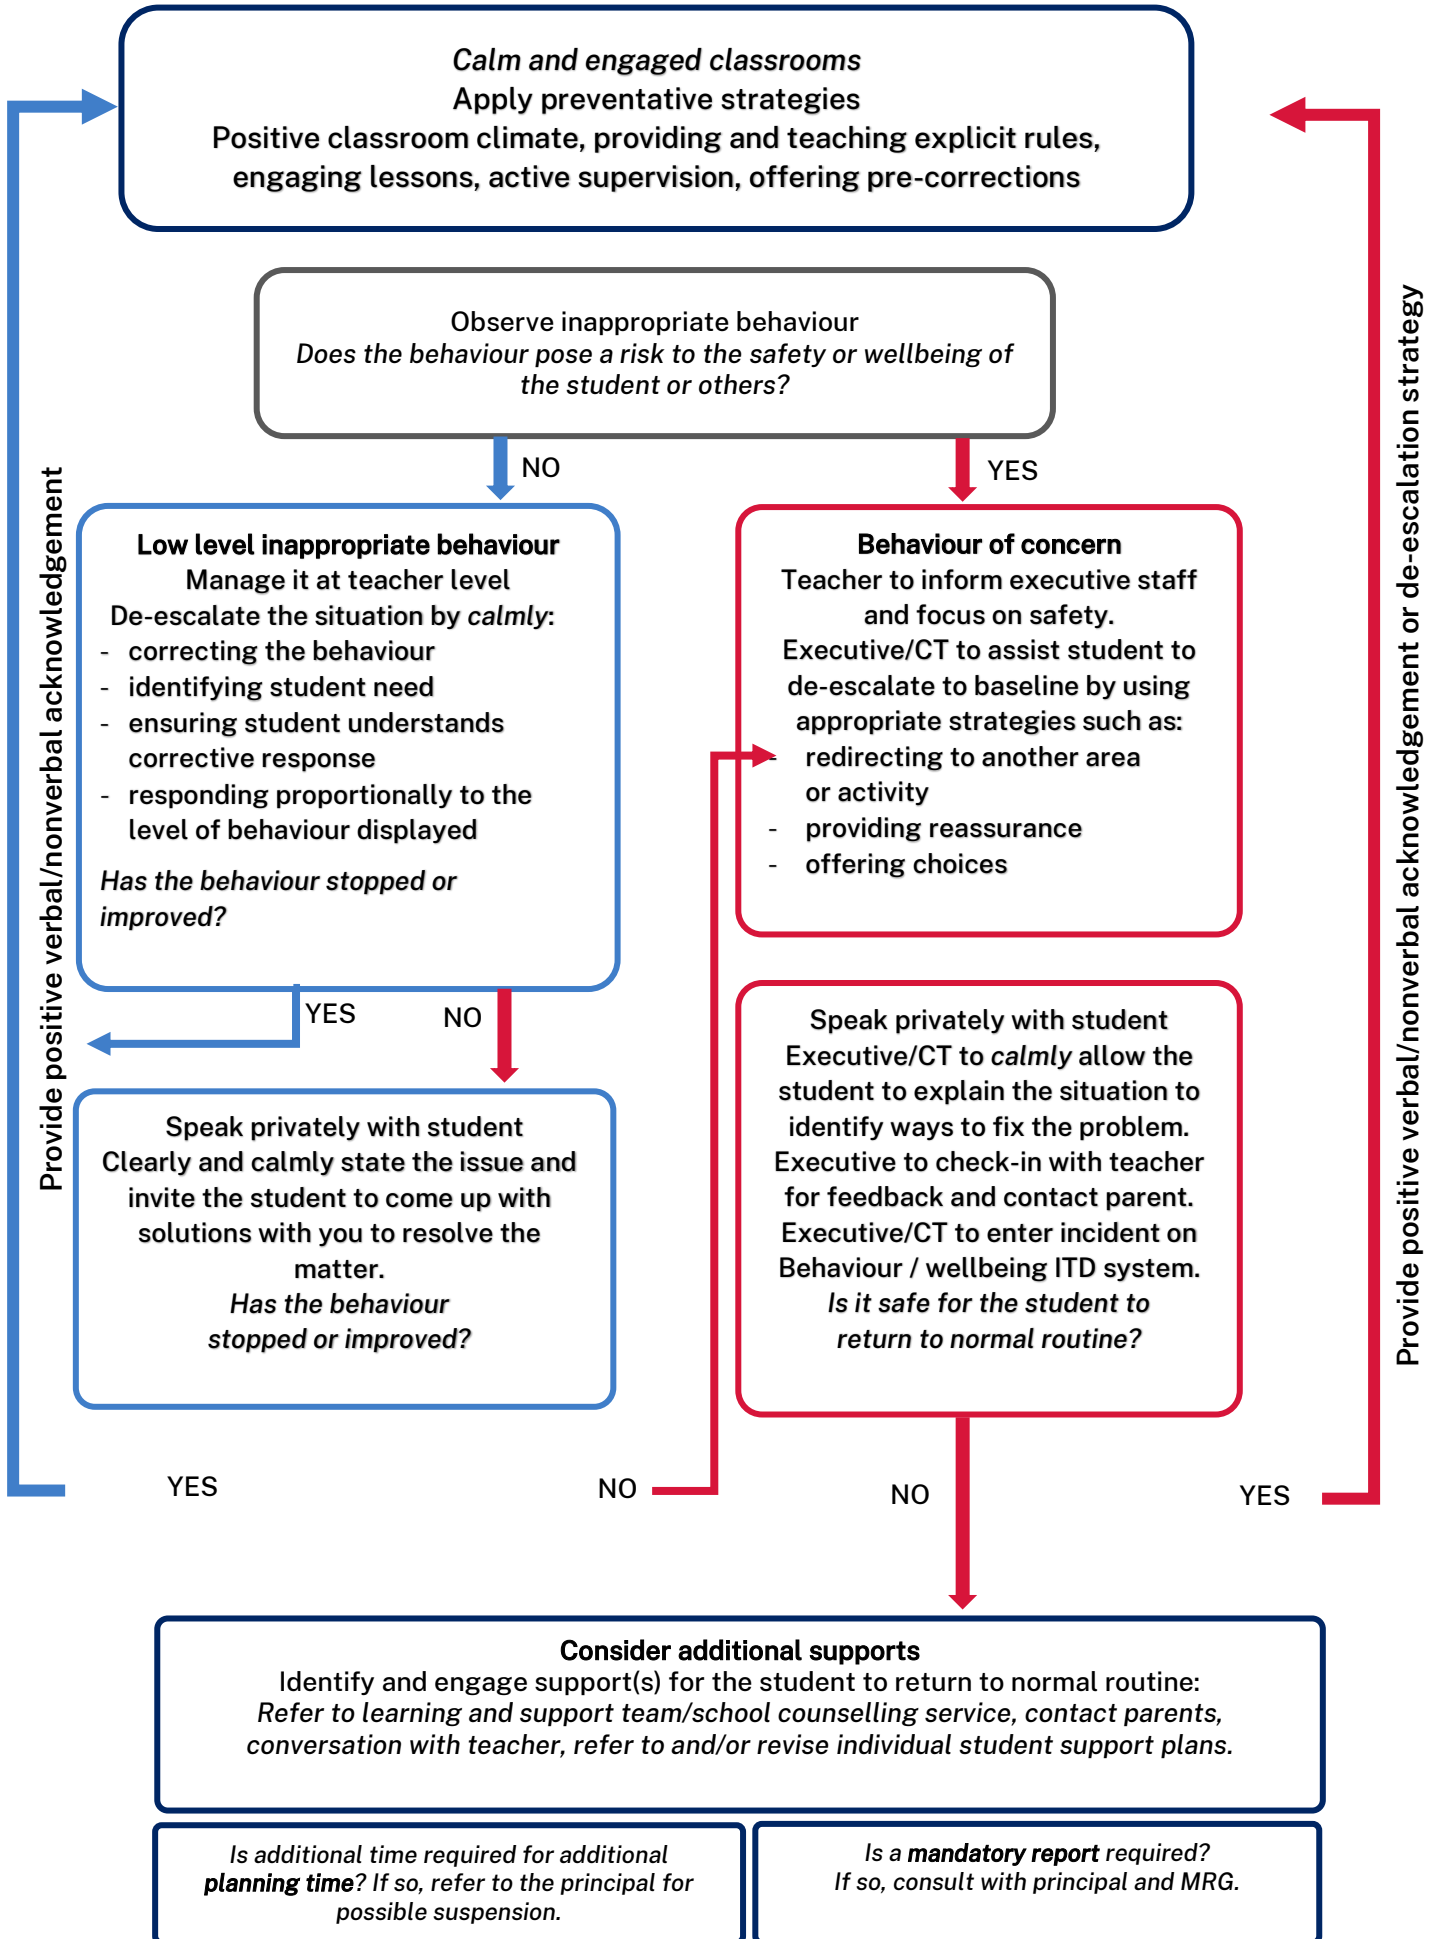 Calm and engaged classrooms
Apply preventative strategies
Positive classroom climate, providing and teaching explicit rules,
engaging lessons, active supervision, offering pre-corrections
Observe inappropriate behaviour
Does the behaviour pose a risk to the safety or wellbeing of
the student or others?
NO
YES
Low level inappropriate behaviour
Manage it at teacher level
De-escalate the situation by calmly:
- correcting the behaviour
- identifying student need
- ensuring student understands
corrective response
- responding proportionally to the
level of behaviour displayed
Has the behaviour stopped or
improved?
Behaviour of concern
Teacher to inform executive staff
and focus on safety.
Executive/CT to assist student to
de-escalate to baseline by using
appropriate strategies such as:
- redirecting to another area
or activity
- providing reassurance
- offering choices
YES
NO
Speak privately with student
Clearly and calmly state the issue and
invite the student to come up with
solutions with you to resolve the
matter.
Has the behaviour
stopped or improved?
Speak privately with student
Executive/CT to calmly allow the
student to explain the situation to
identify ways to fix the problem.
Executive to check-in with teacher
for feedback and contact parent.
Executive/CT to enter incident on
Behaviour / wellbeing ITD system.
Is it safe for the student to
return to normal routine?
YES
NO
NO
YES
Provide positive verbal/nonverbal acknowledgement
Provide positive verbal/nonverbal acknowledgement or de-escalation strategy
Consider additional supports
Identify and engage support(s) for the student to return to normal routine:
Refer to learning and support team/school counselling service, contact parents,
conversation with teacher, refer to and/or revise individual student support plans.
Is additional time required for additional
planning time? If so, refer to the principal for
possible suspension.
Is a mandatory report required?
If so, consult with principal and MRG.